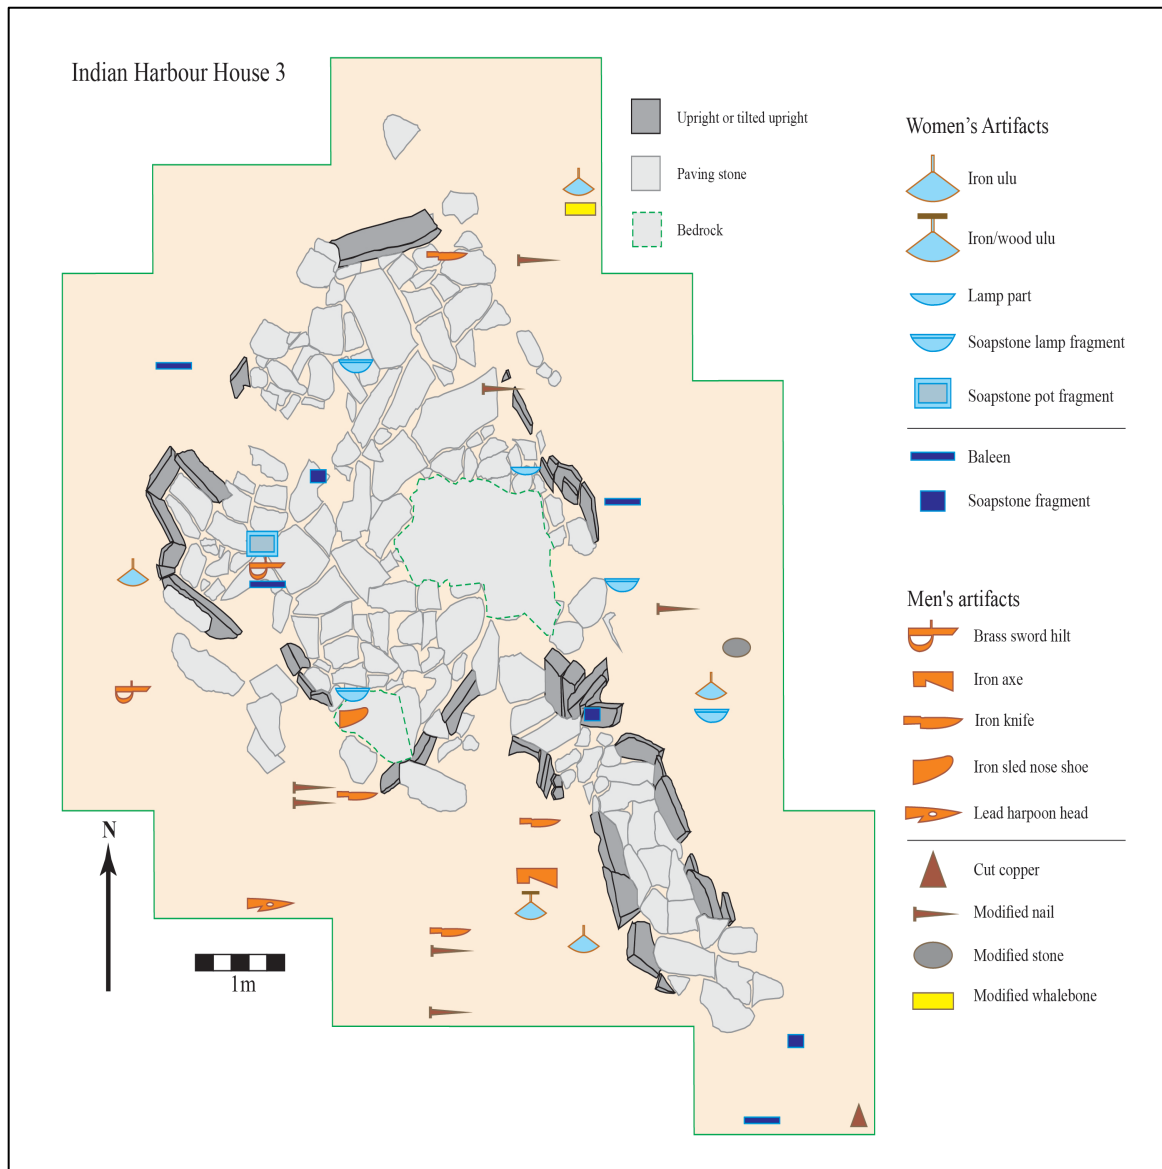 Indian Harbour House 3
Upright or tilted upright
Paving stone
Bedrock
Women’s Artifacts
Iron ulu
Iron/wood ulu
Lamp part
Soapstone lamp fragment
Soapstone pot fragment
Baleen
Soapstone fragment
Men's artifacts
Brass sword hilt
Iron axe
Iron knife
Iron sled nose shoe
Lead harpoon head
Cut copper
Modified nail
Modified stone
Modified whalebone
N
1m